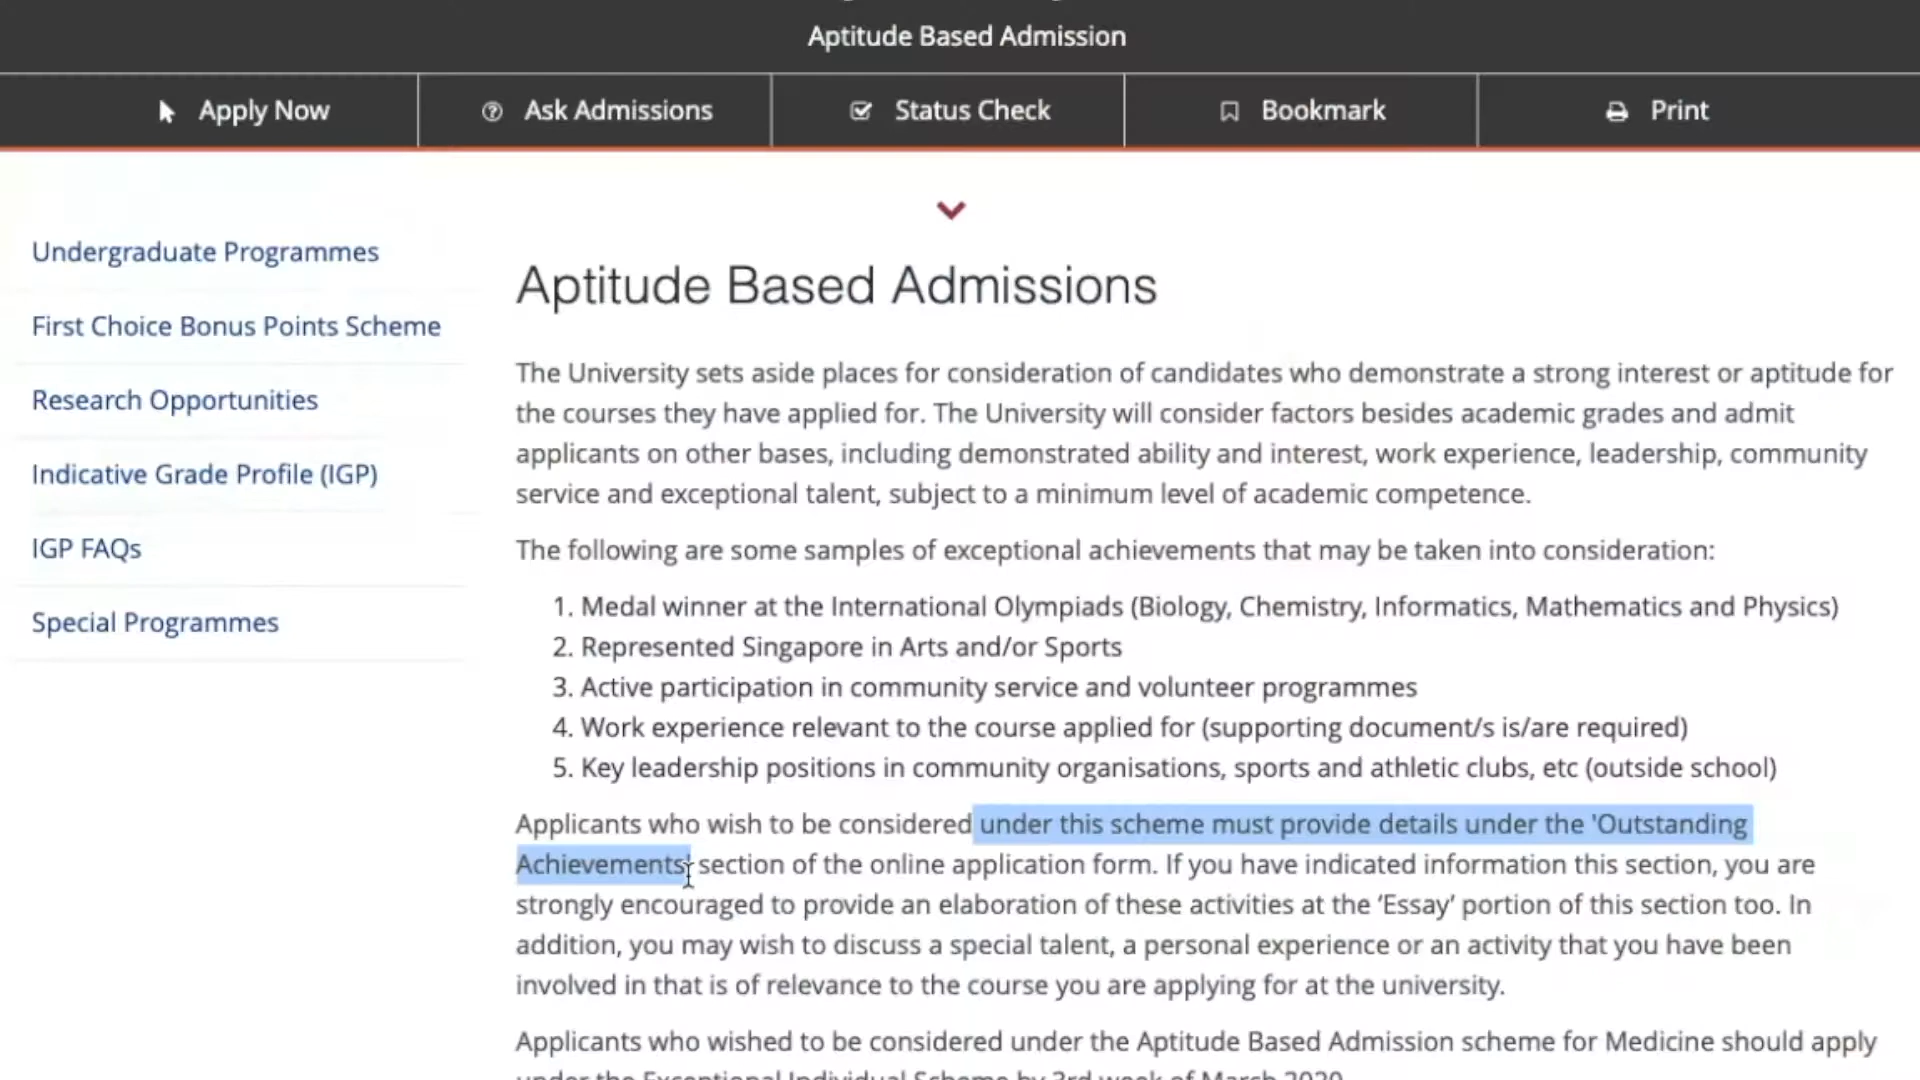 Aptitude Based Admission
Apply Now
Ask Admissions
Status Check
Bookmark
Print
Undergraduate Programmes
First Choice Bonus Points Scheme
Research Opportunities
Indicative Grade Profile (IGP)
IGP FAQs
Special Programmes
Aptitude Based Admissions
The University sets aside places for consideration of candidates who demonstrate a strong interest or aptitude for
the courses they have applied for. The University will consider factors besides academic grades and admit
applicants on other bases, including demonstrated ability and interest, work experience, leadership, community
service and exceptional talent, subject to a minimum level of academic competence.
The following are some samples of exceptional achievements that may be taken into consideration:
1. Medal winner at the International Olympiads (Biology, Chemistry, Informatics, Mathematics and Physics)
2. Represented Singapore in Arts and/or Sports
3. Active participation in community service and volunteer programmes
4. Work experience relevant to the course applied for (supporting document/s is/are required)
5. Key leadership positions in community organisations, sports and athletic clubs, etc (outside school)
Applicants who wish to be considered under this scheme must provide details under the 'Outstanding
Achievements' section of the online application form. If you have indicated information this section, you are
strongly encouraged to provide an elaboration of these activities at the ‘Essay’ portion of this section too. In
addition, you may wish to discuss a special talent, a personal experience or an activity that you have been
involved in that is of relevance to the course you are applying for at the university.
Applicants who wished to be considered under the Aptitude Based Admission scheme for Medicine should apply
under the Exceptional Individual Scheme by 3rd week of March 2020